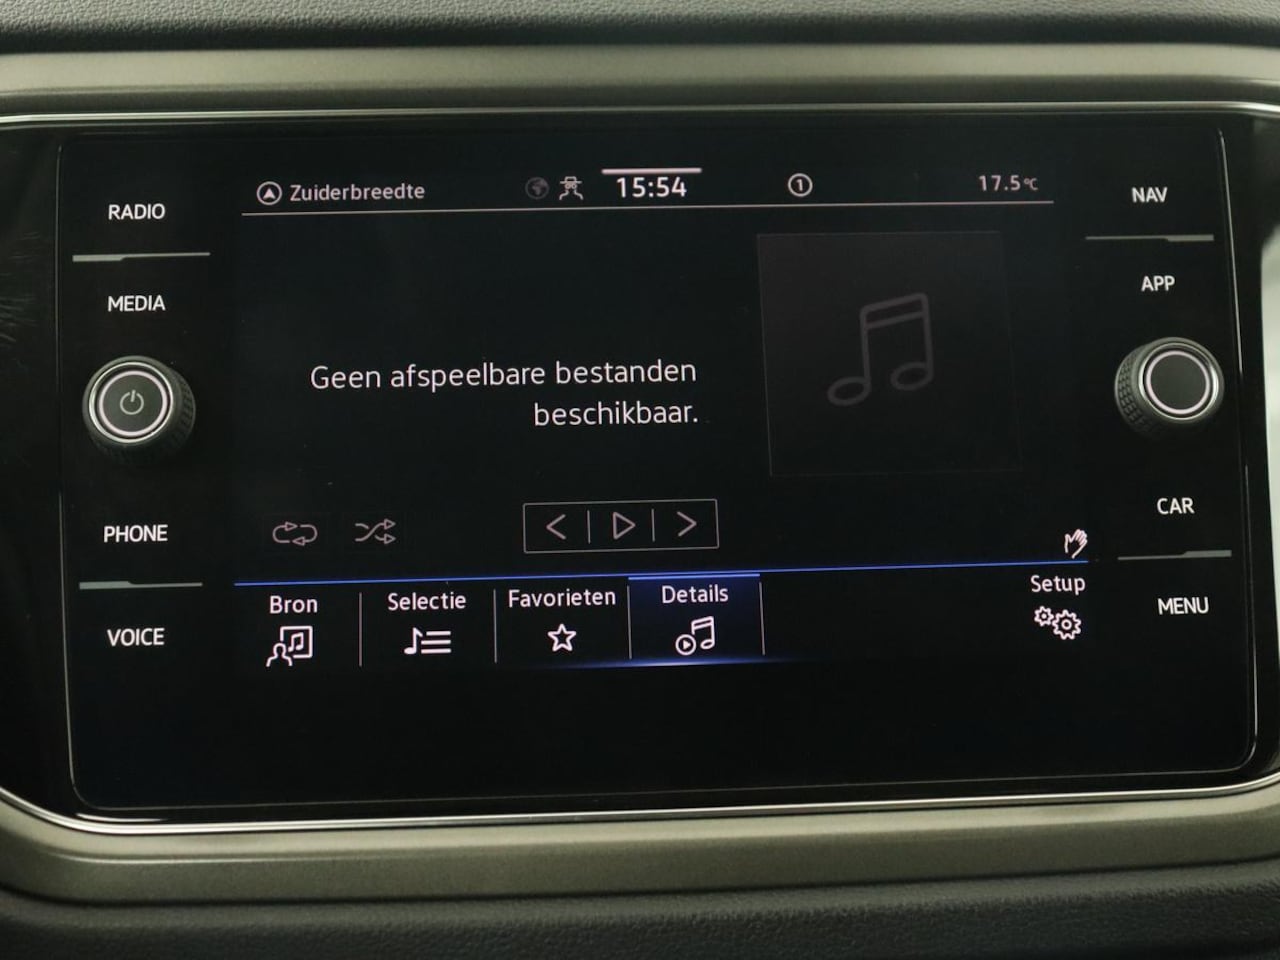 Zuiderbreedte 15:54 1 17.5°C
RADIO
MEDIA
PHONE
VOICE
Geen afspeelbare bestanden
beschikbaar.
Bron Selectie Favorieten Details Setup
NAV
APP
CAR
MENU